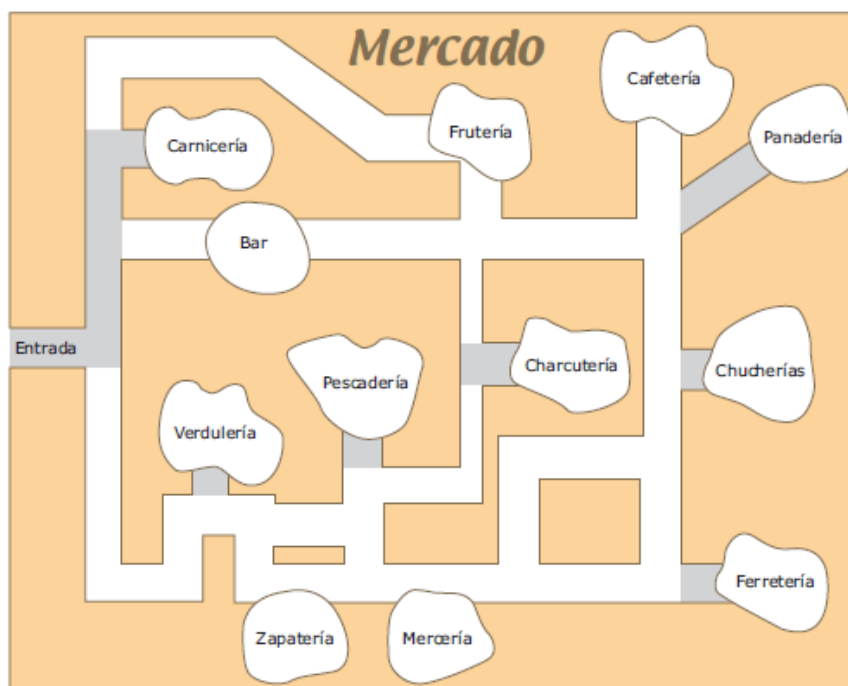 Mercado
Cafetería
Frutería
Panadería
Carnicería
Bar
Entrada
Charcutería
Chucherías
Pescadería
Verdulería
Ferretería
Zapatería
Mercería